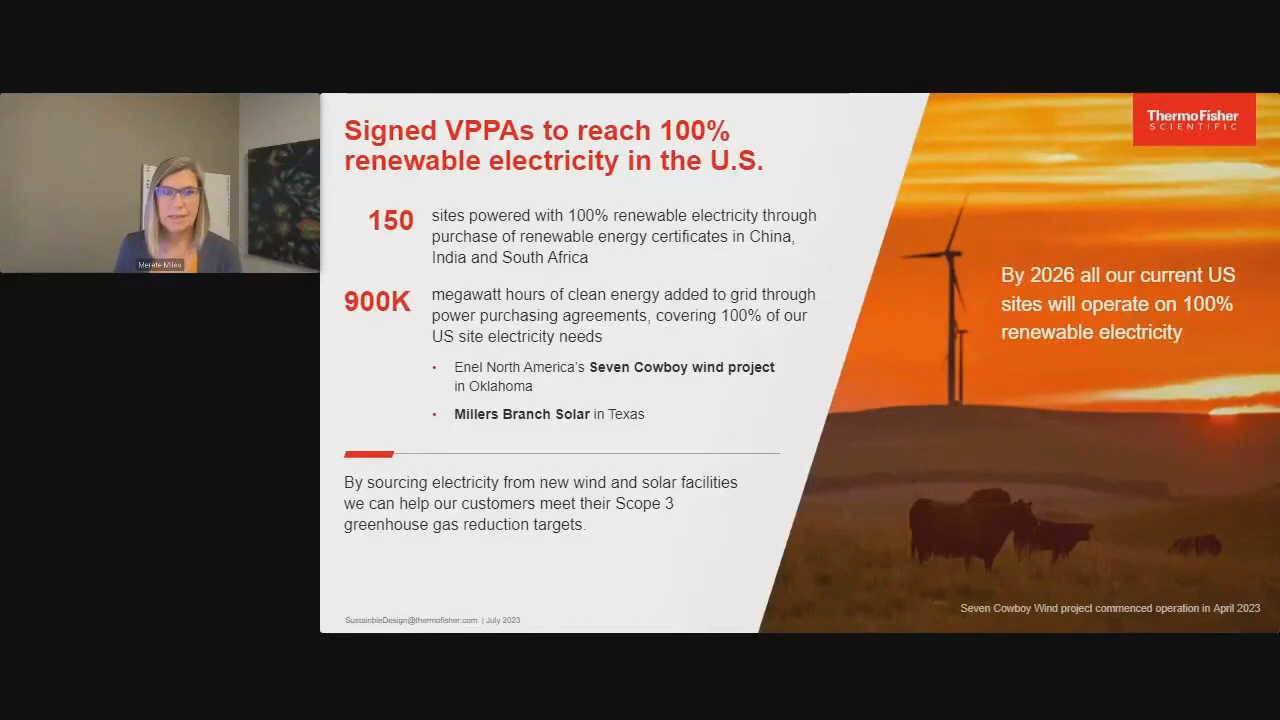 Merete Miles
Signed VPPAs to reach 100%
renewable electricity in the U.S.
150
sites powered with 100% renewable electricity through
purchase of renewable energy certificates in China,
India and South Africa
900K
megawatt hours of clean energy added to grid through
power purchasing agreements, covering 100% of our
US site electricity needs
• Enel North America's Seven Cowboy wind project
in Oklahoma
• Millers Branch Solar in Texas
By sourcing electricity from new wind and solar facilities
we can help our customers meet their Scope 3
greenhouse gas reduction targets.
SustainbleDesign@thermofisher.com | July 2023
ThermoFisher
SCIENTIFIC
By 2026 all our current US
sites will operate on 100%
renewable electricity
Seven Cowboy Wind project commenced operation in April 2023